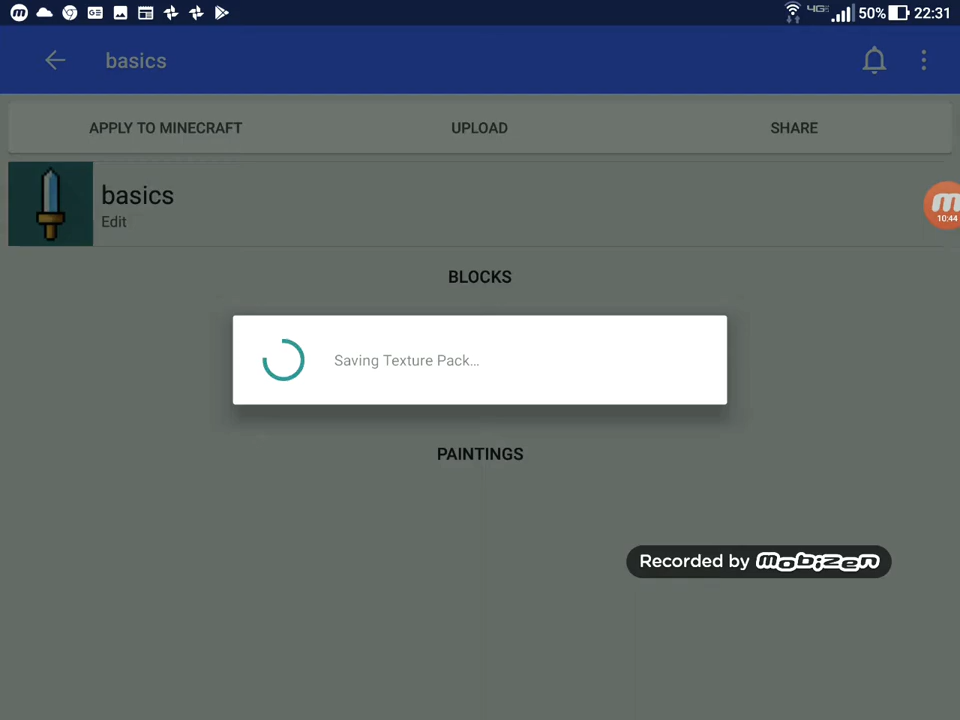 4G 50% 22:31
basics
APPLY TO MINECRAFT UPLOAD SHARE
basics
Edit
10:44
BLOCKS
Saving Texture Pack...
PAINTINGS
Recorded by mobizen